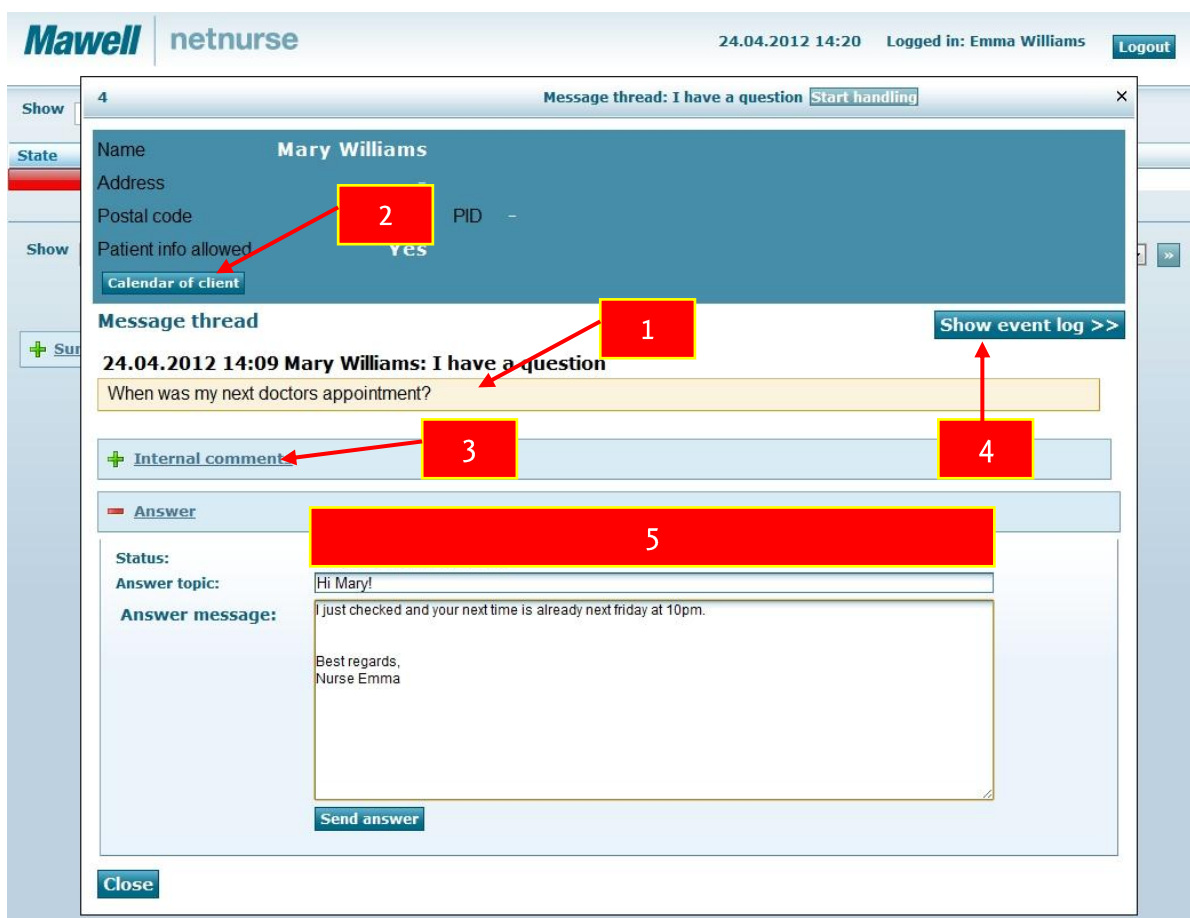 Mawell netnurse
24.04.2012 14:20 Logged in: Emma Williams Logout
Show
4 Message thread: I have a question Start handling ×
State
Name Mary Williams
Address -
Postal code 2 PID -
Show Patient info allowed Yes »
Calendar of client
Message thread 1 Show event log >>
24.04.2012 14:09 Mary Williams: I have a question
When was my next doctors appointment?
Internal comment 3 4
Answer
5
Status:
Answer topic: Hi Mary!
Answer message: I just checked and your next time is already next friday at 10pm.
Best regards,
Nurse Emma
Send answer
Close